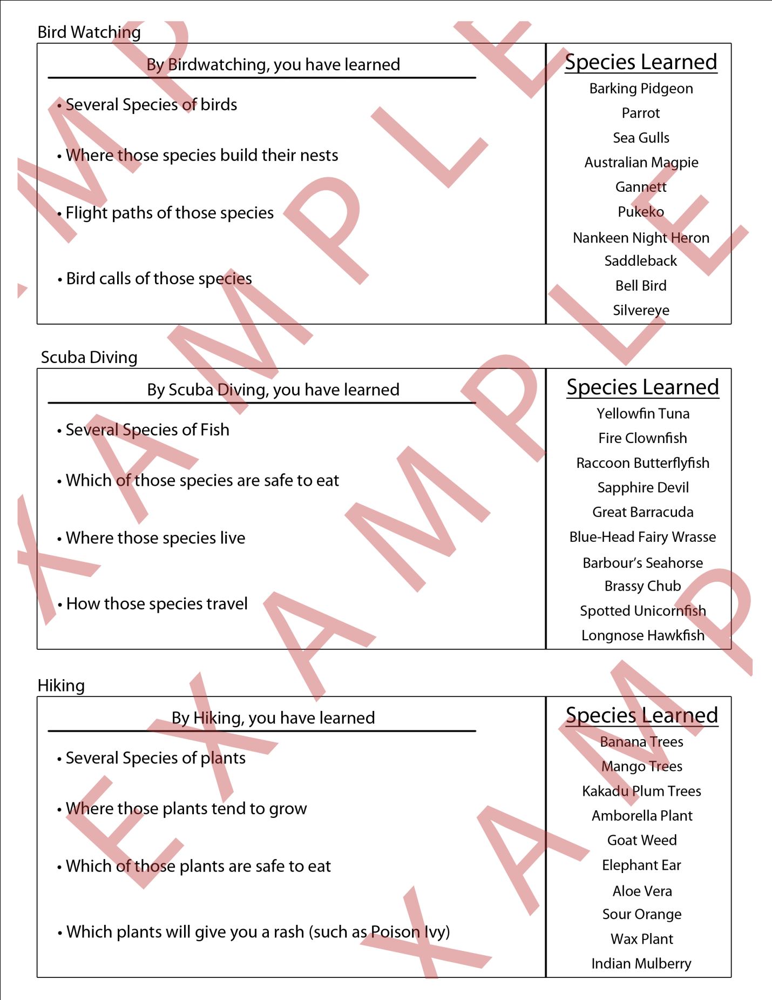 Bird Watching
By Birdwatching, you have learned
• Several Species of birds
• Where those species build their nests
• Flight paths of those species
• Bird calls of those species
Species Learned
Barking Pidgeon
Parrot
Sea Gulls
Australian Magpie
Gannett
Pukeko
Nankeen Night Heron
Saddleback
Bell Bird
Silvereye
Scuba Diving
By Scuba Diving, you have learned
• Several Species of Fish
• Which of those species are safe to eat
• Where those species live
• How those species travel
Species Learned
Yellowfin Tuna
Fire Clownfish
Raccoon Butterflyfish
Sapphire Devil
Great Barracuda
Blue-Head Fairy Wrasse
Barbour’s Seahorse
Brassy Chub
Spotted Unicornfish
Longnose Hawkfish
Hiking
By Hiking, you have learned
• Several Species of plants
• Where those plants tend to grow
• Which of those plants are safe to eat
• Which plants will give you a rash (such as Poison Ivy)
Species Learned
Banana Trees
Mango Trees
Kakadu Plum Trees
Amborella Plant
Goat Weed
Elephant Ear
Aloe Vera
Sour Orange
Wax Plant
Indian Mulberry
MP
XAMPLE
EXAMPLE
XAMP